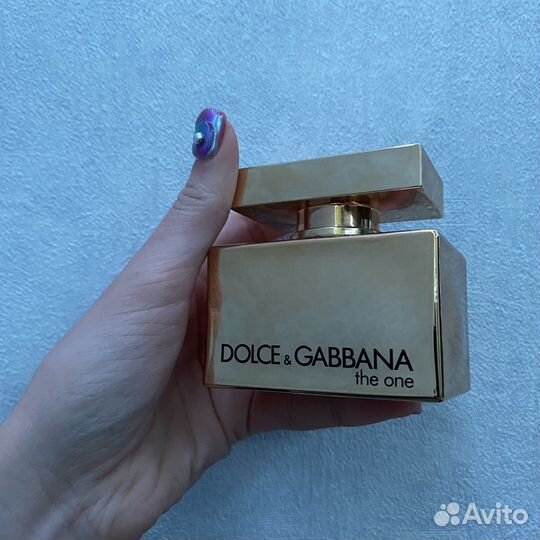 DOLCE & GABBANA
the one
Avito